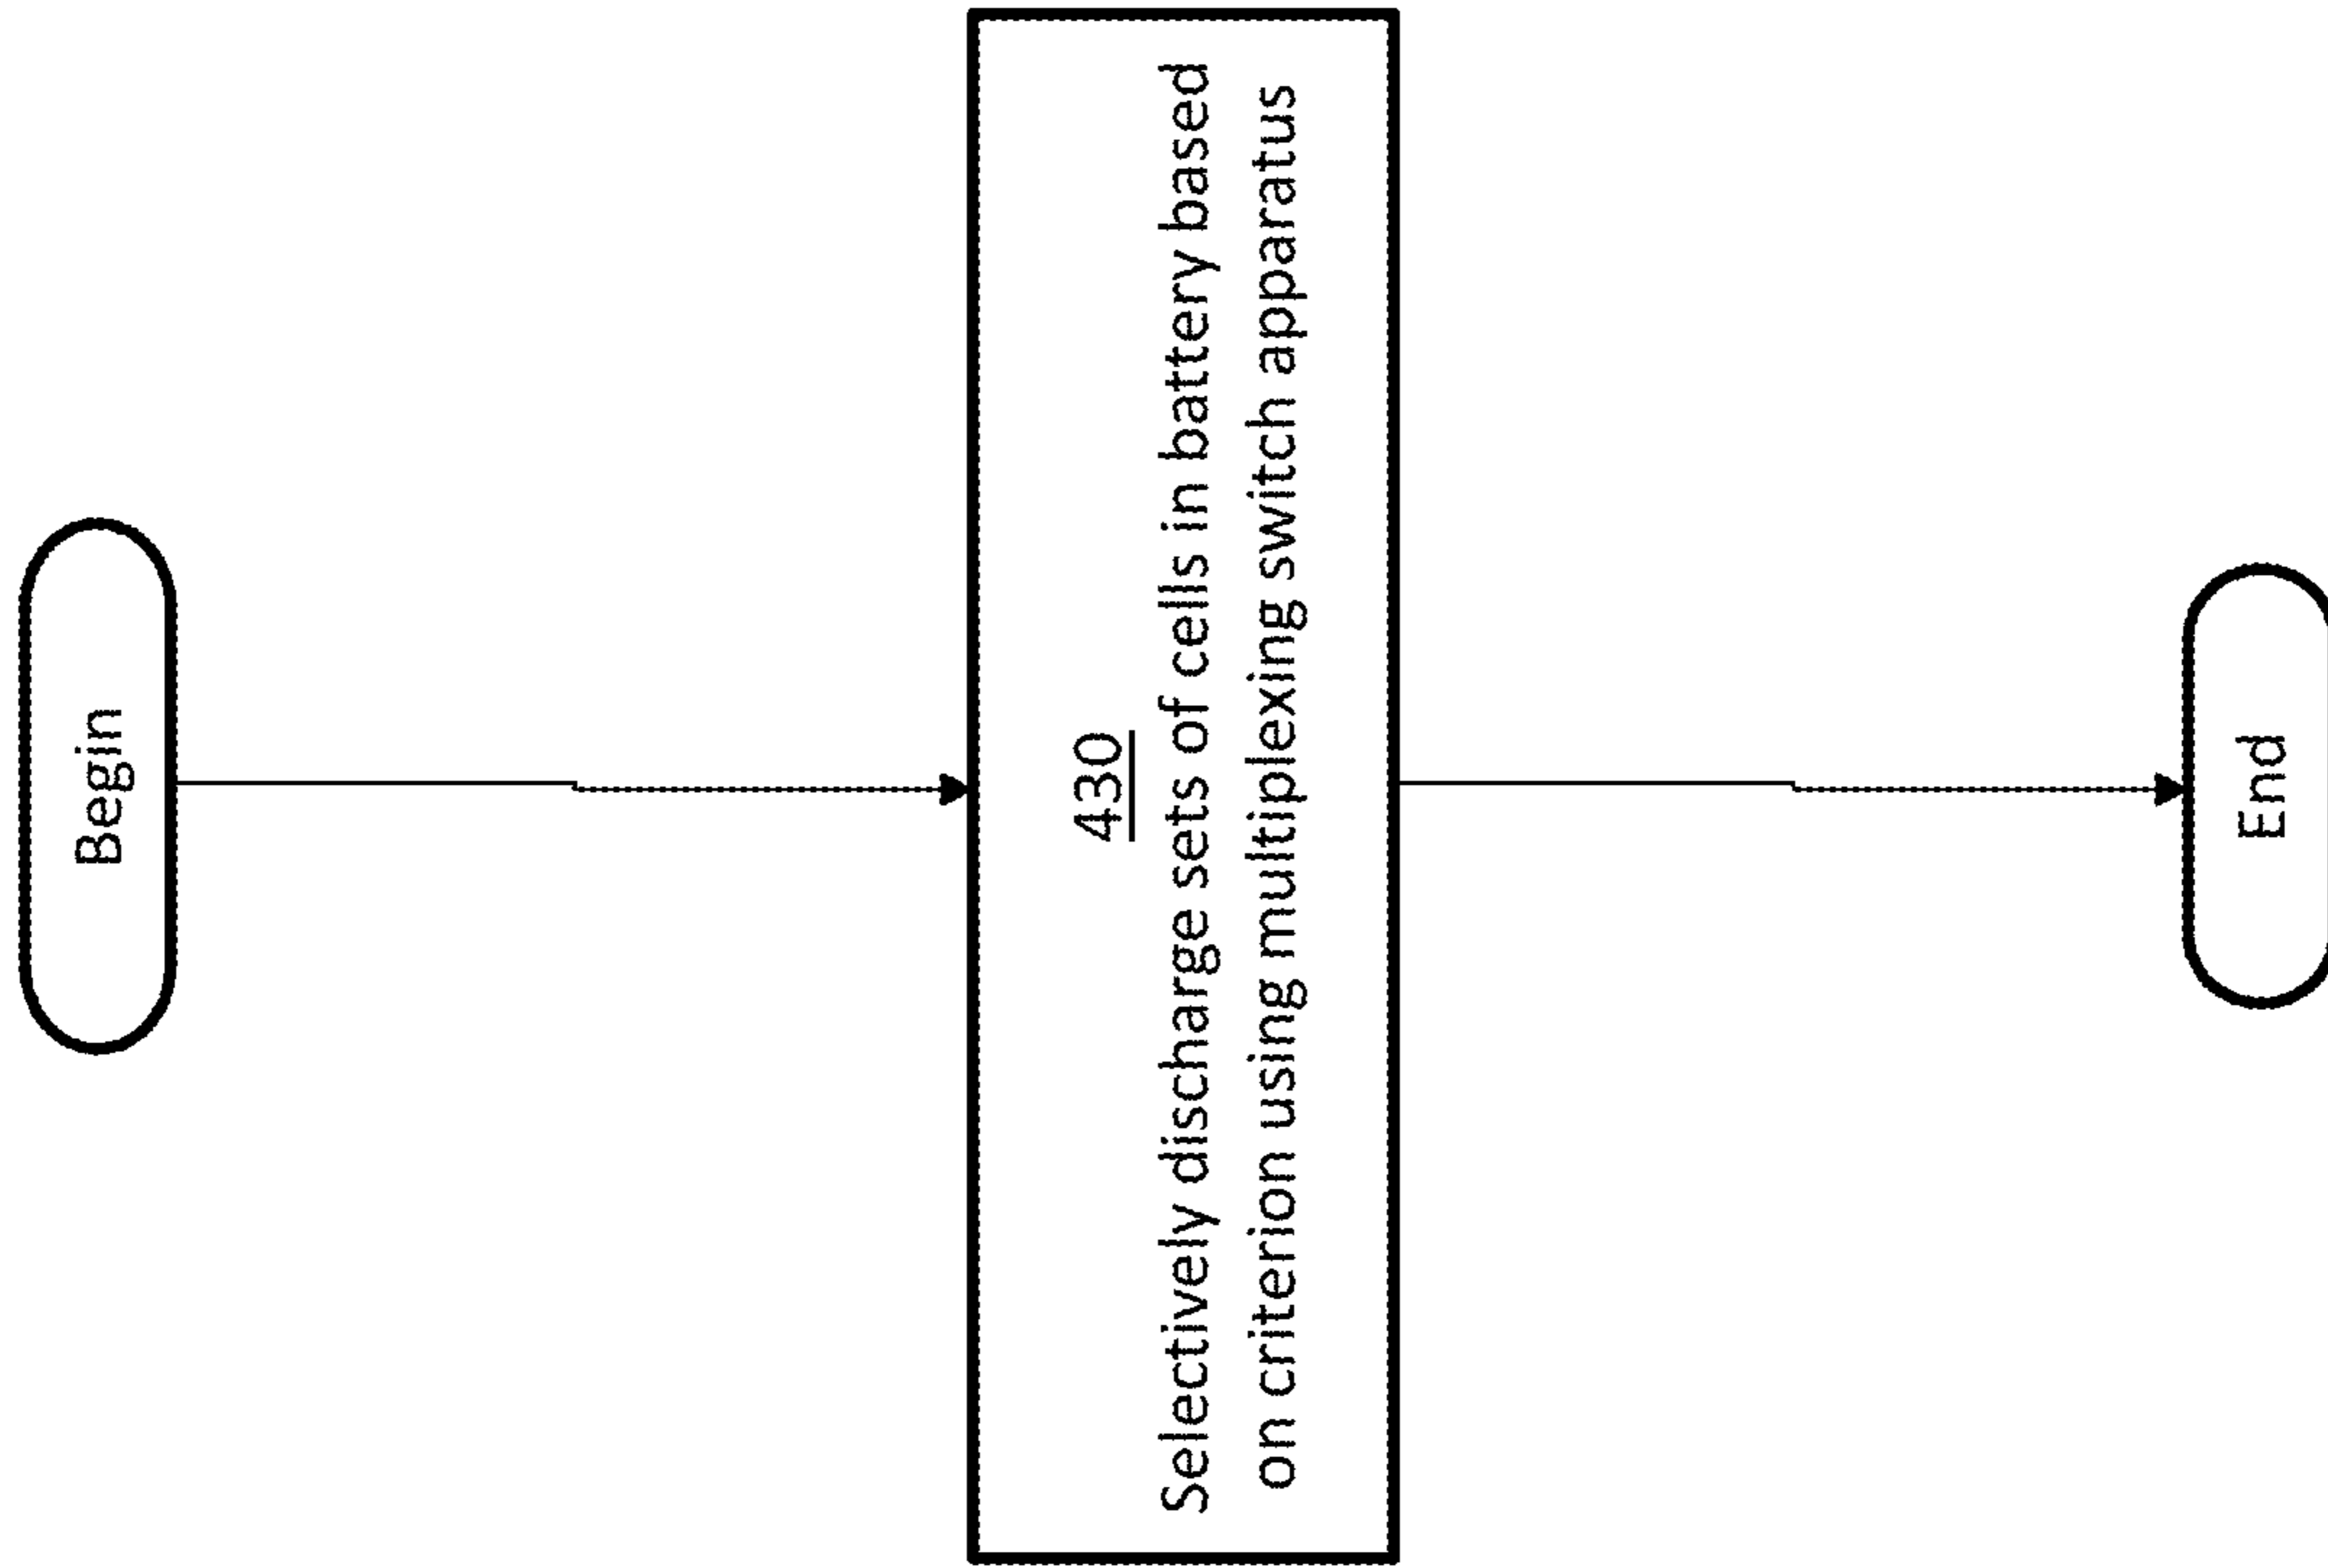 Begin
430
Selectively discharge sets of cells in battery based
on criterion using multiplexing switch apparatus
End